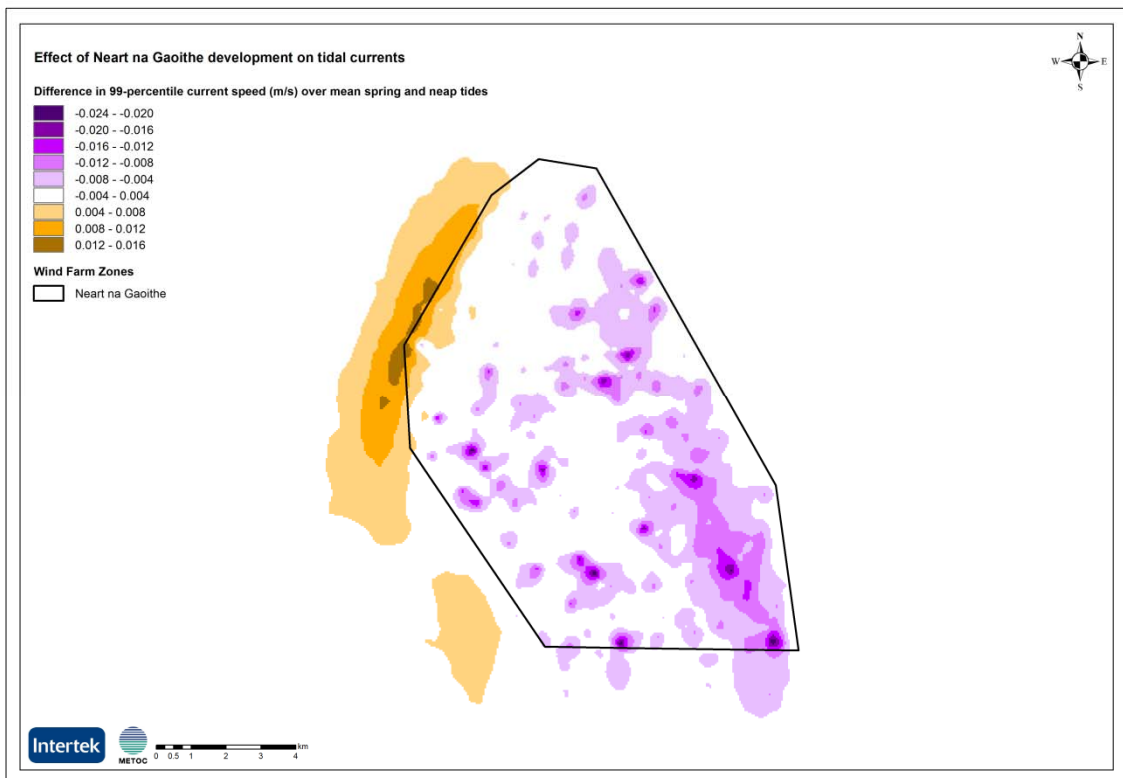 Effect of Neart na Gaoithe development on tidal currents
Difference in 99-percentile current speed (m/s) over mean spring and neap tides
-0.024 - -0.020
-0.020 - -0.016
-0.016 - -0.012
-0.012 - -0.008
-0.008 - -0.004
-0.004 - 0.004
0.004 - 0.008
0.008 - 0.012
0.012 - 0.016
Wind Farm Zones
Neart na Gaoithe
N
W E
S
Intertek
METOC
km
0 0.5 1 2 3 4